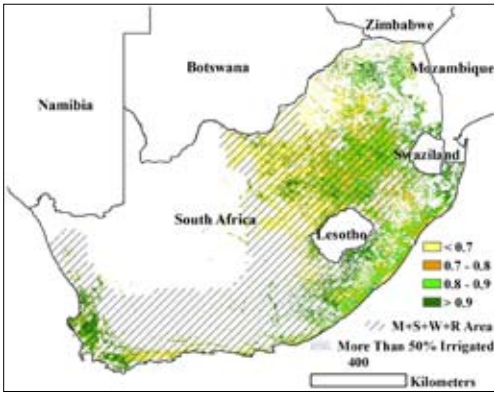 Zimbabwe
Botswana
Mozambique
Namibia
Swaziland
South Africa
Lesotho
< 0.7
0.7 - 0.8
0.8 - 0.9
> 0.9
M+S+W+R Area
More Than 50% Irrigated
400
Kilometers